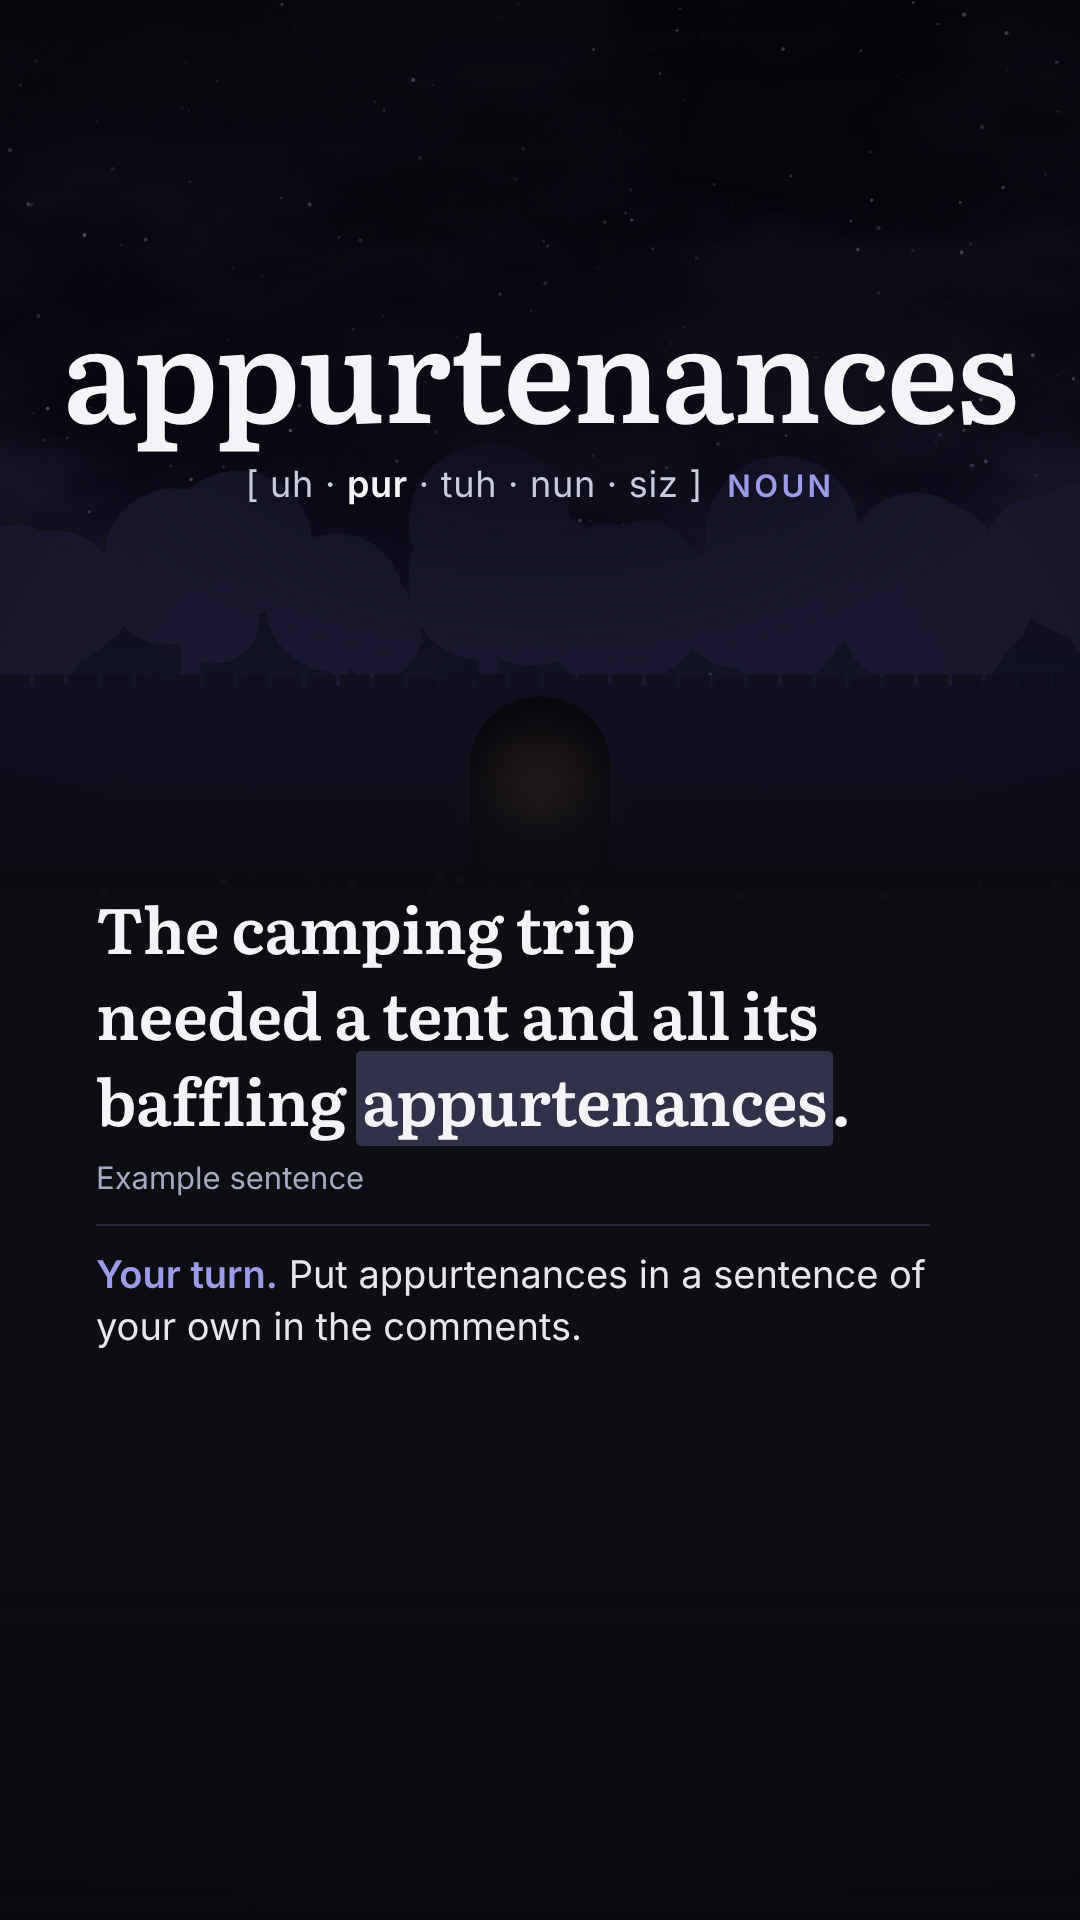 appurtenances
[ uh · pur · tuh · nun · siz ] NOUN
The camping trip
needed a tent and all its
baffling appurtenances.
Example sentence
Your turn. Put appurtenances in a sentence of
your own in the comments.